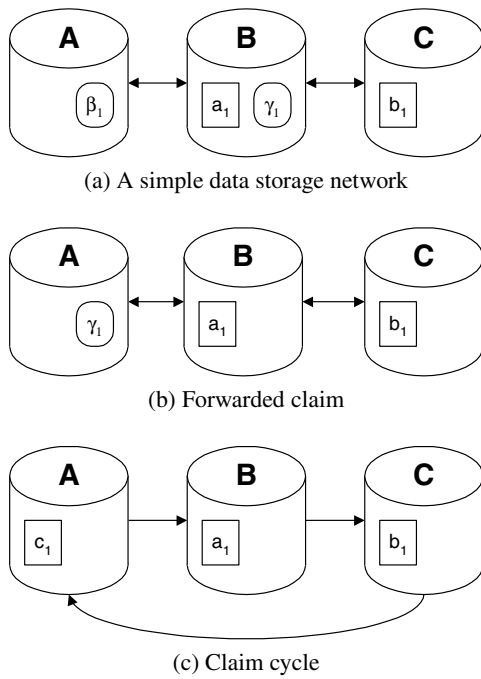 A B C
β₁ a₁ γ₁ b₁
(a) A simple data storage network
A B C
γ₁ a₁ b₁
(b) Forwarded claim
A B C
c₁ a₁ b₁
(c) Claim cycle